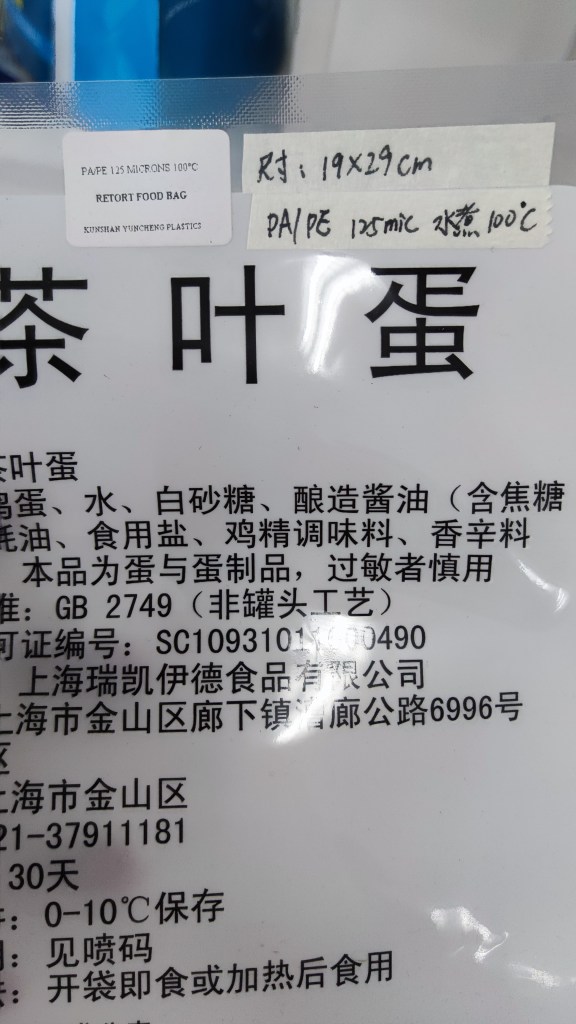 PA/PE 125 MICRONS 100°C
RETORT FOOD BAG
KUNSHAN YUNCHENG PLASTICS
尺寸：19X29cm
PA/PE 125mic 水煮100℃
茶叶蛋
茶叶蛋
鸡蛋、水、白砂糖、酿造酱油（含焦糖
耗油、食用盐、鸡精调味料、香辛料
本品为蛋与蛋制品，过敏者慎用
准：GB 2749（非罐头工艺）
可证编号：SC10931011600490
上海瑞凯伊德食品有限公司
上海市金山区廊下镇漕廊公路6996号
区
上海市金山区
21-37911181
30天
0-10℃保存
见喷码
开袋即食或加热后食用